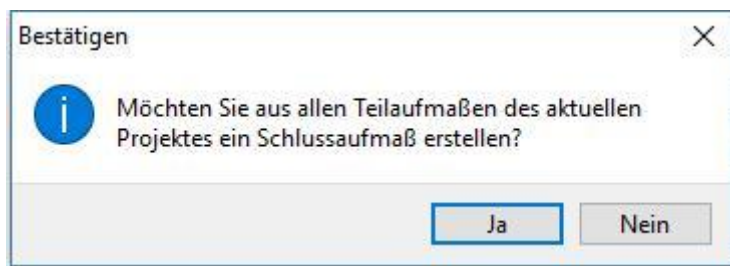 Bestätigen
Möchten Sie aus allen Teilaufmaßen des aktuellen
Projektes ein Schlussaufmaß erstellen?
Ja
Nein